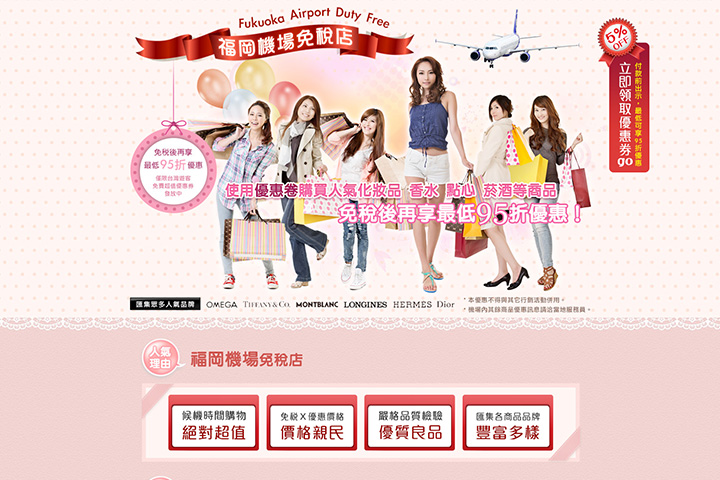 Fukuoka Airport Duty Free
福岡機場免稅店
5% OFF
付款前出示,最低可享95折優惠
立即領取優惠券
go
免稅後再享
最低95折優惠
僅限台灣遊客
免費超值優惠券
發放中
使用優惠卷購買人氣化妝品 香水 點心 菸酒等商品
免稅後再享最低95折優惠!
匯集眾多人氣品牌
OMEGA TIFFANY & CO. MONTBLANC LONGINES HERMES Dior
*本優惠不得與其它行銷活動併用。
*機場內其餘商最優惠訊息請洽當地服務員。
人氣
理由
福岡機場免稅店
候機時間購物
絕對超值
免稅X優惠價格
價格親民
嚴格品質檢驗
優質良品
匯集各商品品牌
豐富多樣